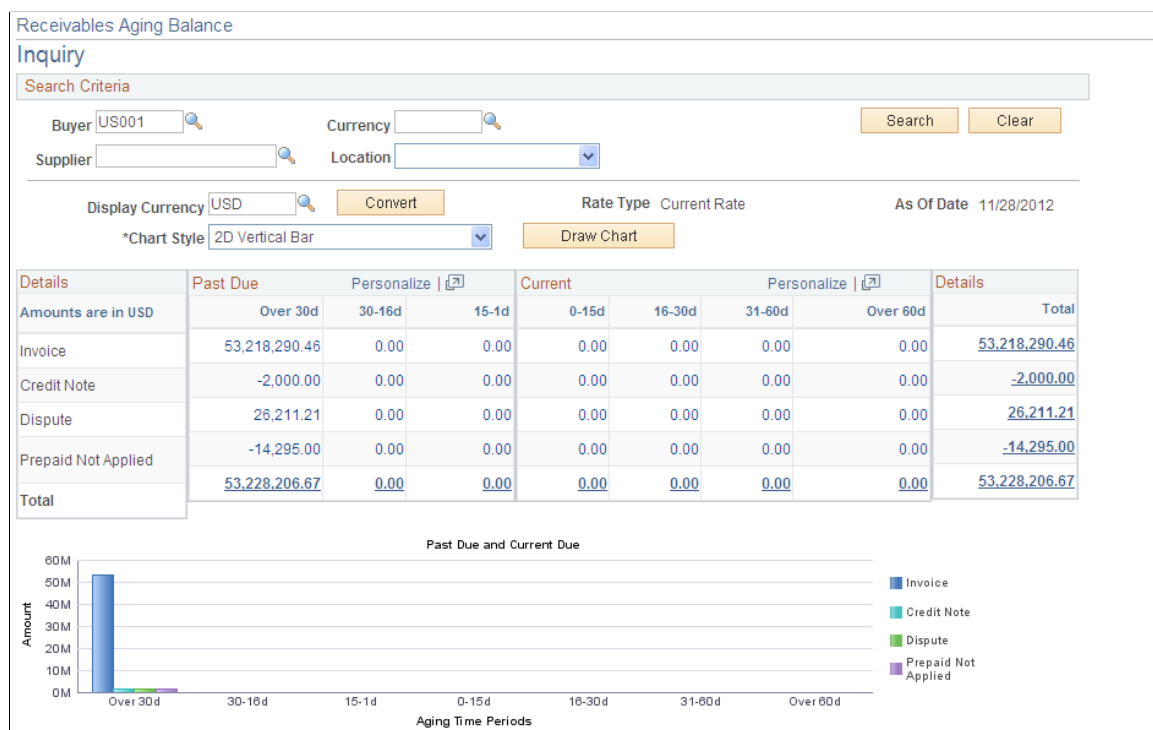 Receivables Aging Balance
Inquiry
Search Criteria
Buyer US001 Currency Search Clear
Supplier Location
Display Currency USD Convert Rate Type Current Rate As Of Date 11/28/2012
*Chart Style 2D Vertical Bar Draw Chart
Details Past Due Personalize | Current Personalize | Details
Amounts are in USD Over 30d 30-16d 15-1d 0-15d 16-30d 31-60d Over 60d Total
Invoice 53,218,290.46 0.00 0.00 0.00 0.00 0.00 0.00 53,218,290.46
Credit Note -2,000.00 0.00 0.00 0.00 0.00 0.00 0.00 -2,000.00
Dispute 26,211.21 0.00 0.00 0.00 0.00 0.00 0.00 26,211.21
Prepaid Not Applied -14,295.00 0.00 0.00 0.00 0.00 0.00 0.00 -14,295.00
Total 53,228,206.67 0.00 0.00 0.00 0.00 0.00 0.00 53,228,206.67
Past Due and Current Due
60M
50M
40M
30M
20M
10M
0M
Amount
Over 30d 30-16d 15-1d 0-15d 16-30d 31-60d Over 60d
Aging Time Periods
Invoice
Credit Note
Dispute
Prepaid Not
Applied